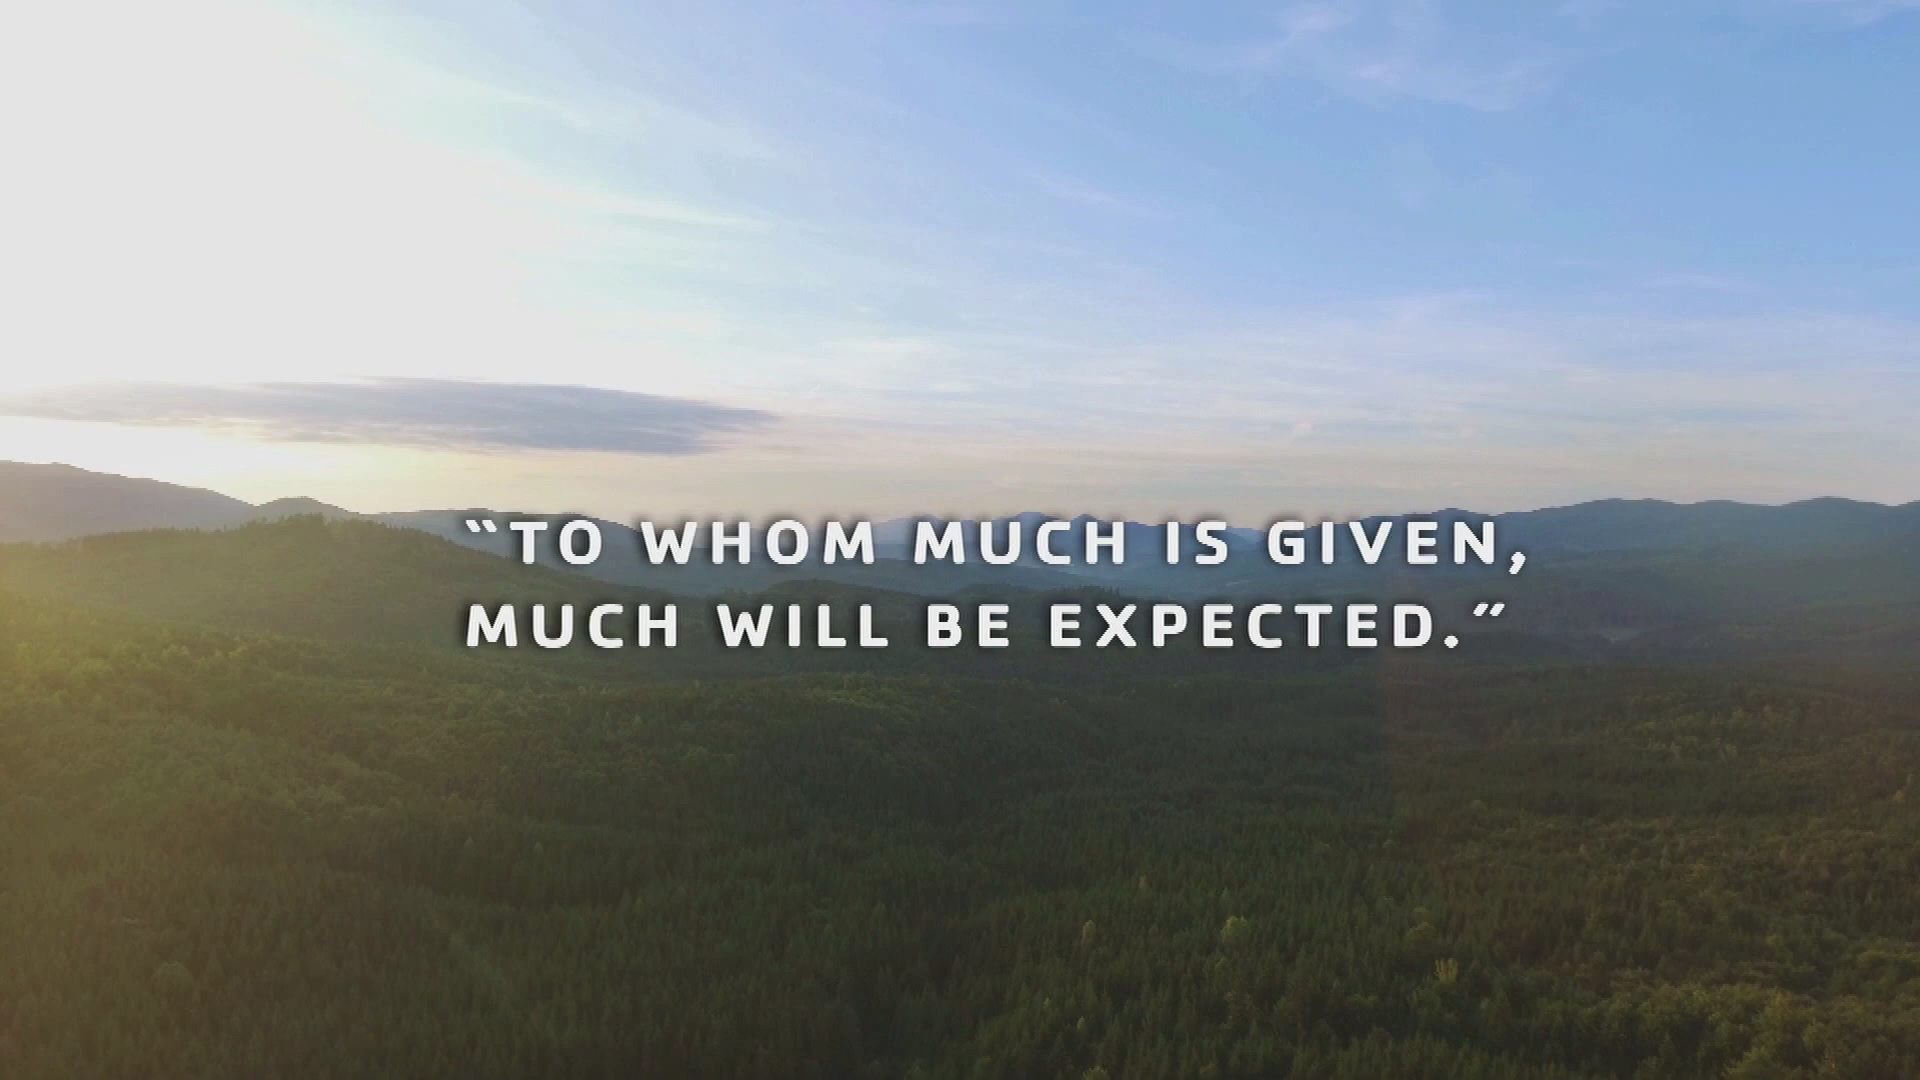 “TO WHOM MUCH IS GIVEN,
MUCH WILL BE EXPECTED.”